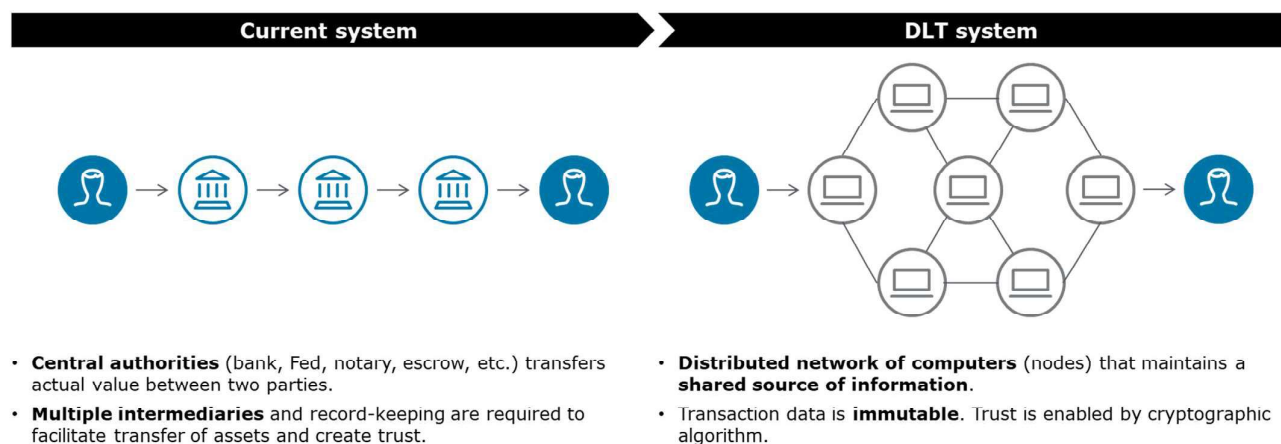 Current system
DLT system
• Central authorities (bank, Fed, notary, escrow, etc.) transfers
actual value between two parties.
• Multiple intermediaries and record-keeping are required to
facilitate transfer of assets and create trust.
• Distributed network of computers (nodes) that maintains a
shared source of information.
• Transaction data is immutable. Trust is enabled by cryptographic
algorithm.